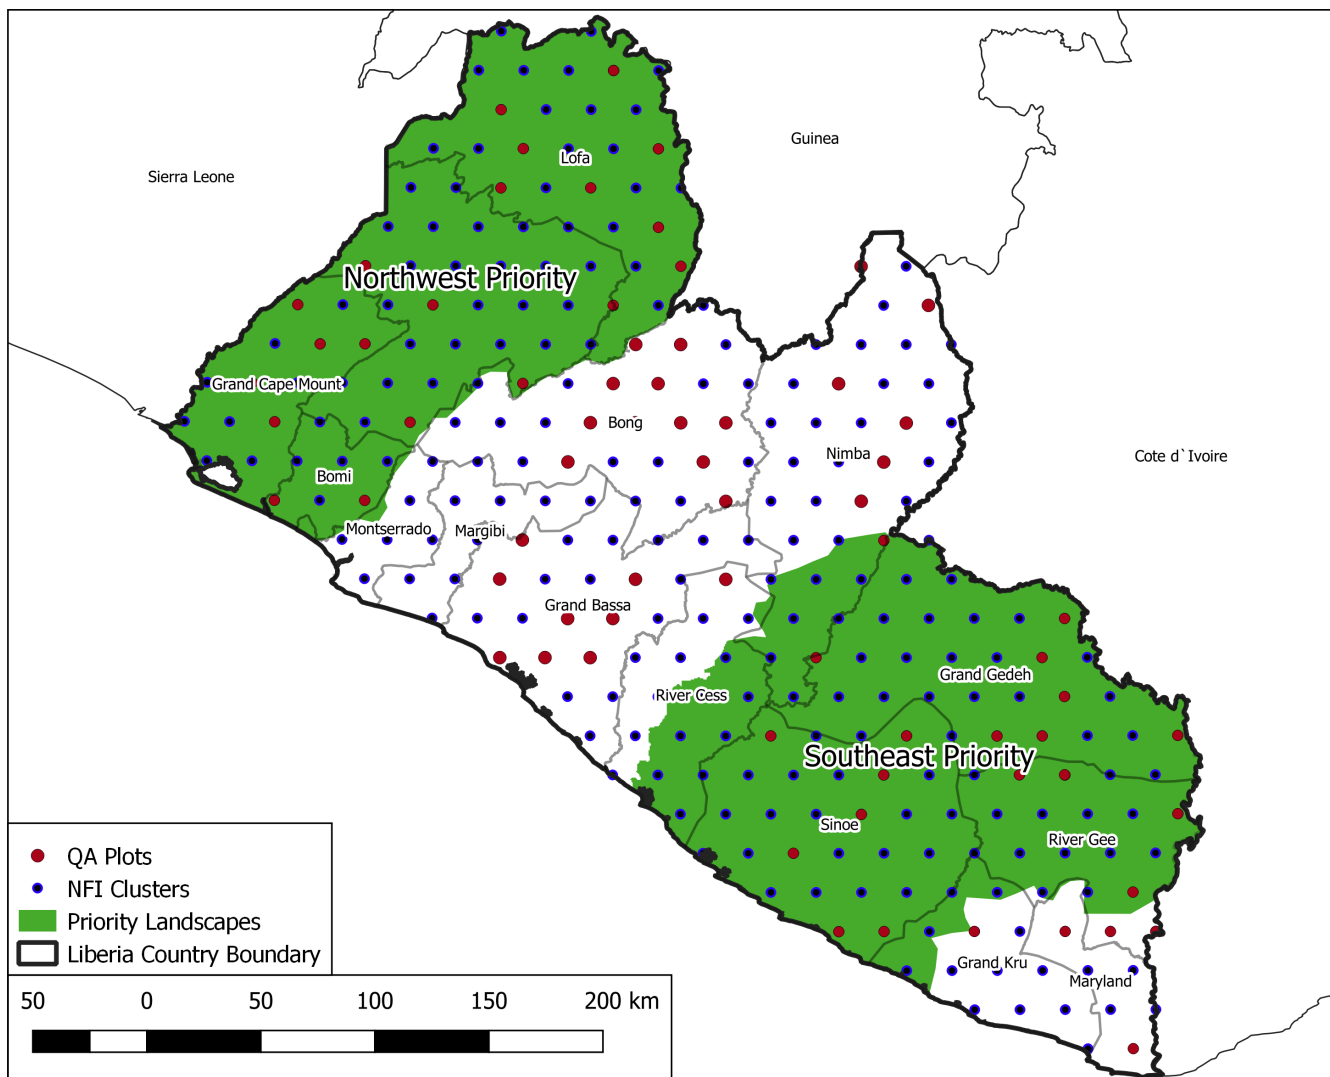 Guinea
Lofa
Sierra Leone
Northwest Priority
Grand Cape Mount
Bong
Nimba
Cote d`Ivoire
Bomi
Montserrado
Margibi
Grand Bassa
Grand Gedeh
River Cess
Southeast Priority
Sinoe
River Gee
Grand Kru
Maryland
QA Plots
NFI Clusters
Priority Landscapes
Liberia Country Boundary
50 0 50 100 150 200 km